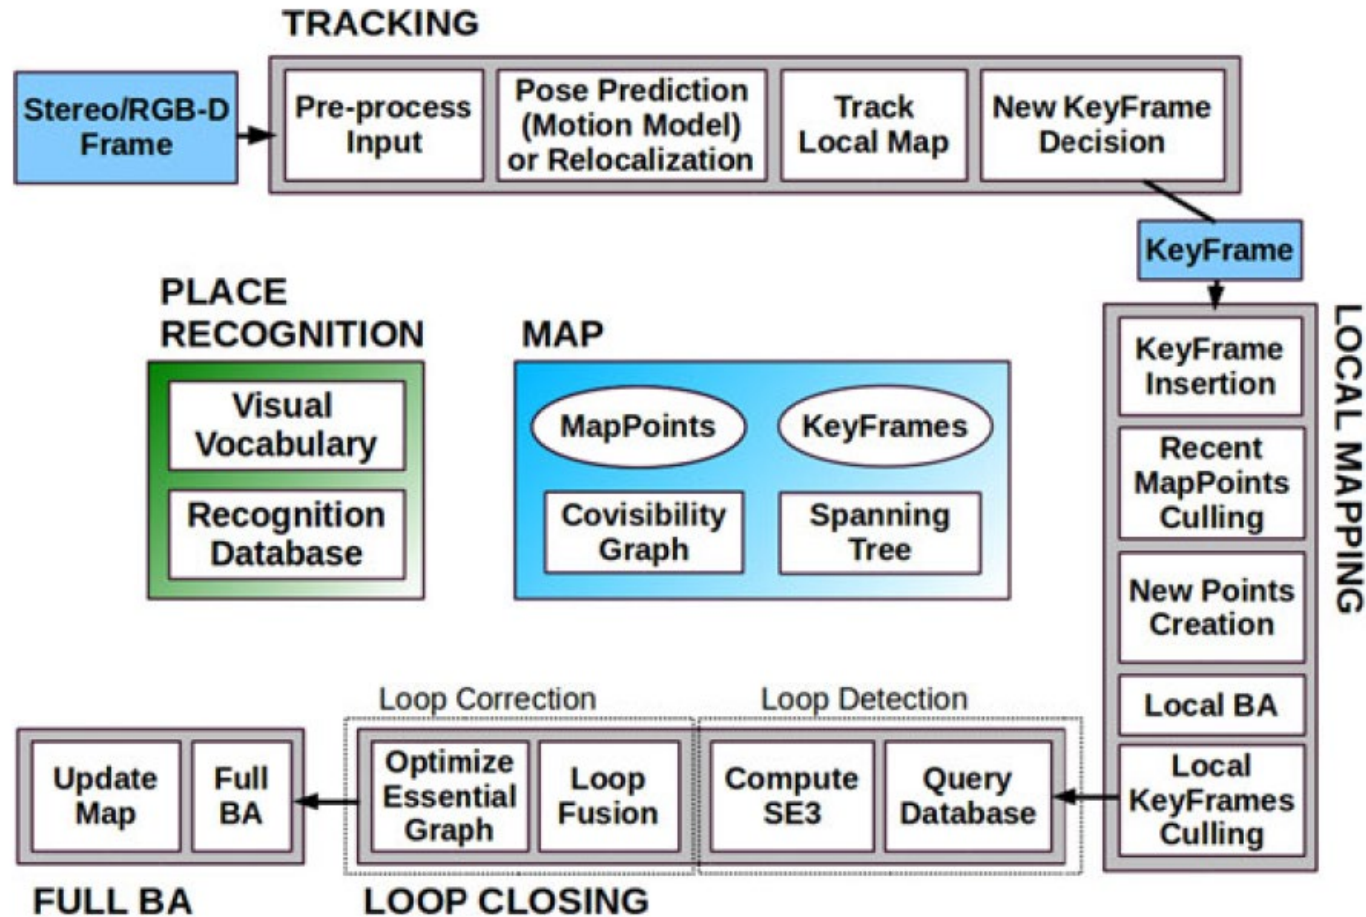 TRACKING
Stereo/RGB-D
Frame
Pre-process
Input
Pose Prediction
(Motion Model)
or Relocalization
Track
Local Map
New KeyFrame
Decision
KeyFrame
PLACE
RECOGNITION
Visual
Vocabulary
Recognition
Database
MAP
MapPoints
KeyFrames
Covisibility
Graph
Spanning
Tree
LOCAL MAPPING
KeyFrame
Insertion
Recent
MapPoints
Culling
New Points
Creation
Local BA
Local
KeyFrames
Culling
Loop Correction
Loop Detection
Update
Map
Full
BA
Optimize
Essential
Graph
Loop
Fusion
Compute
SE3
Query
Database
FULL BA
LOOP CLOSING